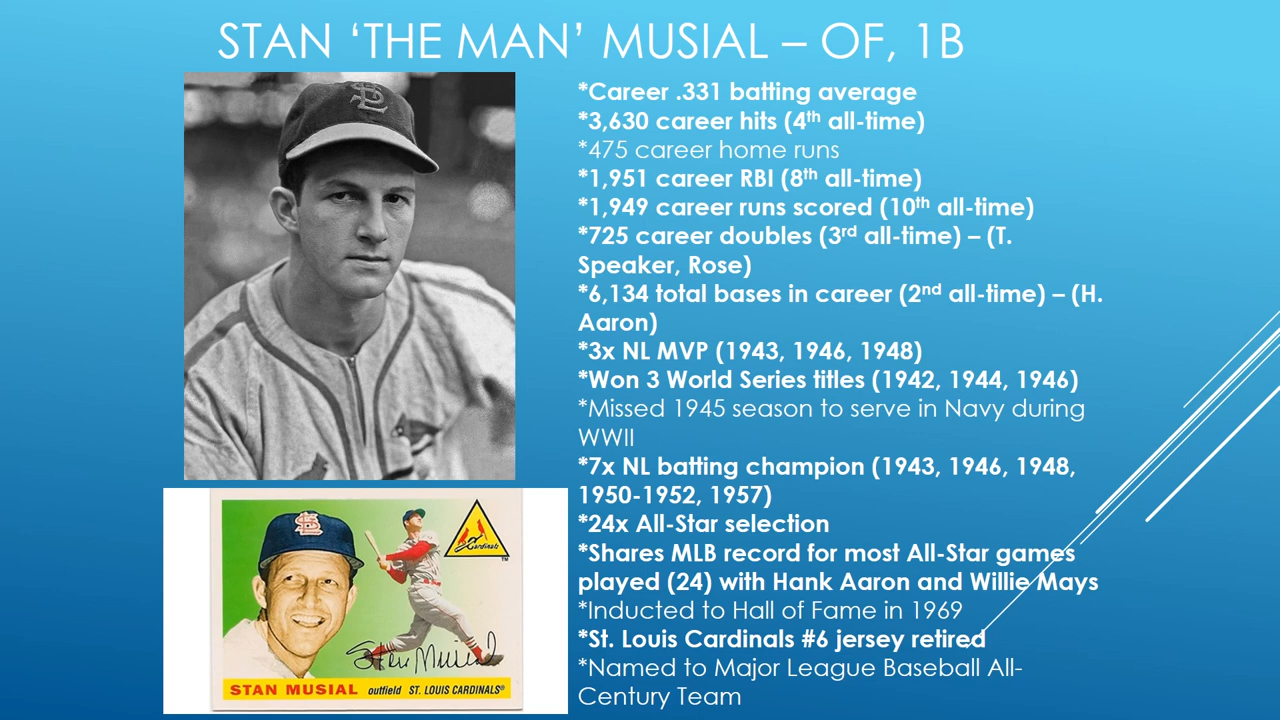 STAN ‘THE MAN’ MUSIAL – OF, 1B
*Career .331 batting average
*3,630 career hits (4th all-time)
*475 career home runs
*1,951 career RBI (8th all-time)
*1,949 career runs scored (10th all-time)
*725 career doubles (3rd all-time) – (T.
Speaker, Rose)
*6,134 total bases in career (2nd all-time) – (H.
Aaron)
*3x NL MVP (1943, 1946, 1948)
*Won 3 World Series titles (1942, 1944, 1946)
*Missed 1945 season to serve in Navy during
WWII
*7x NL batting champion (1943, 1946, 1948,
1950-1952, 1957)
*24x All-Star selection
*Shares MLB record for most All-Star games
played (24) with Hank Aaron and Willie Mays
*Inducted to Hall of Fame in 1969
*St. Louis Cardinals #6 jersey retired
*Named to Major League Baseball All-
Century Team
StL
StL
Cardinals
TM
Stan Musial
STAN MUSIAL outfield ST. LOUIS CARDINALS®